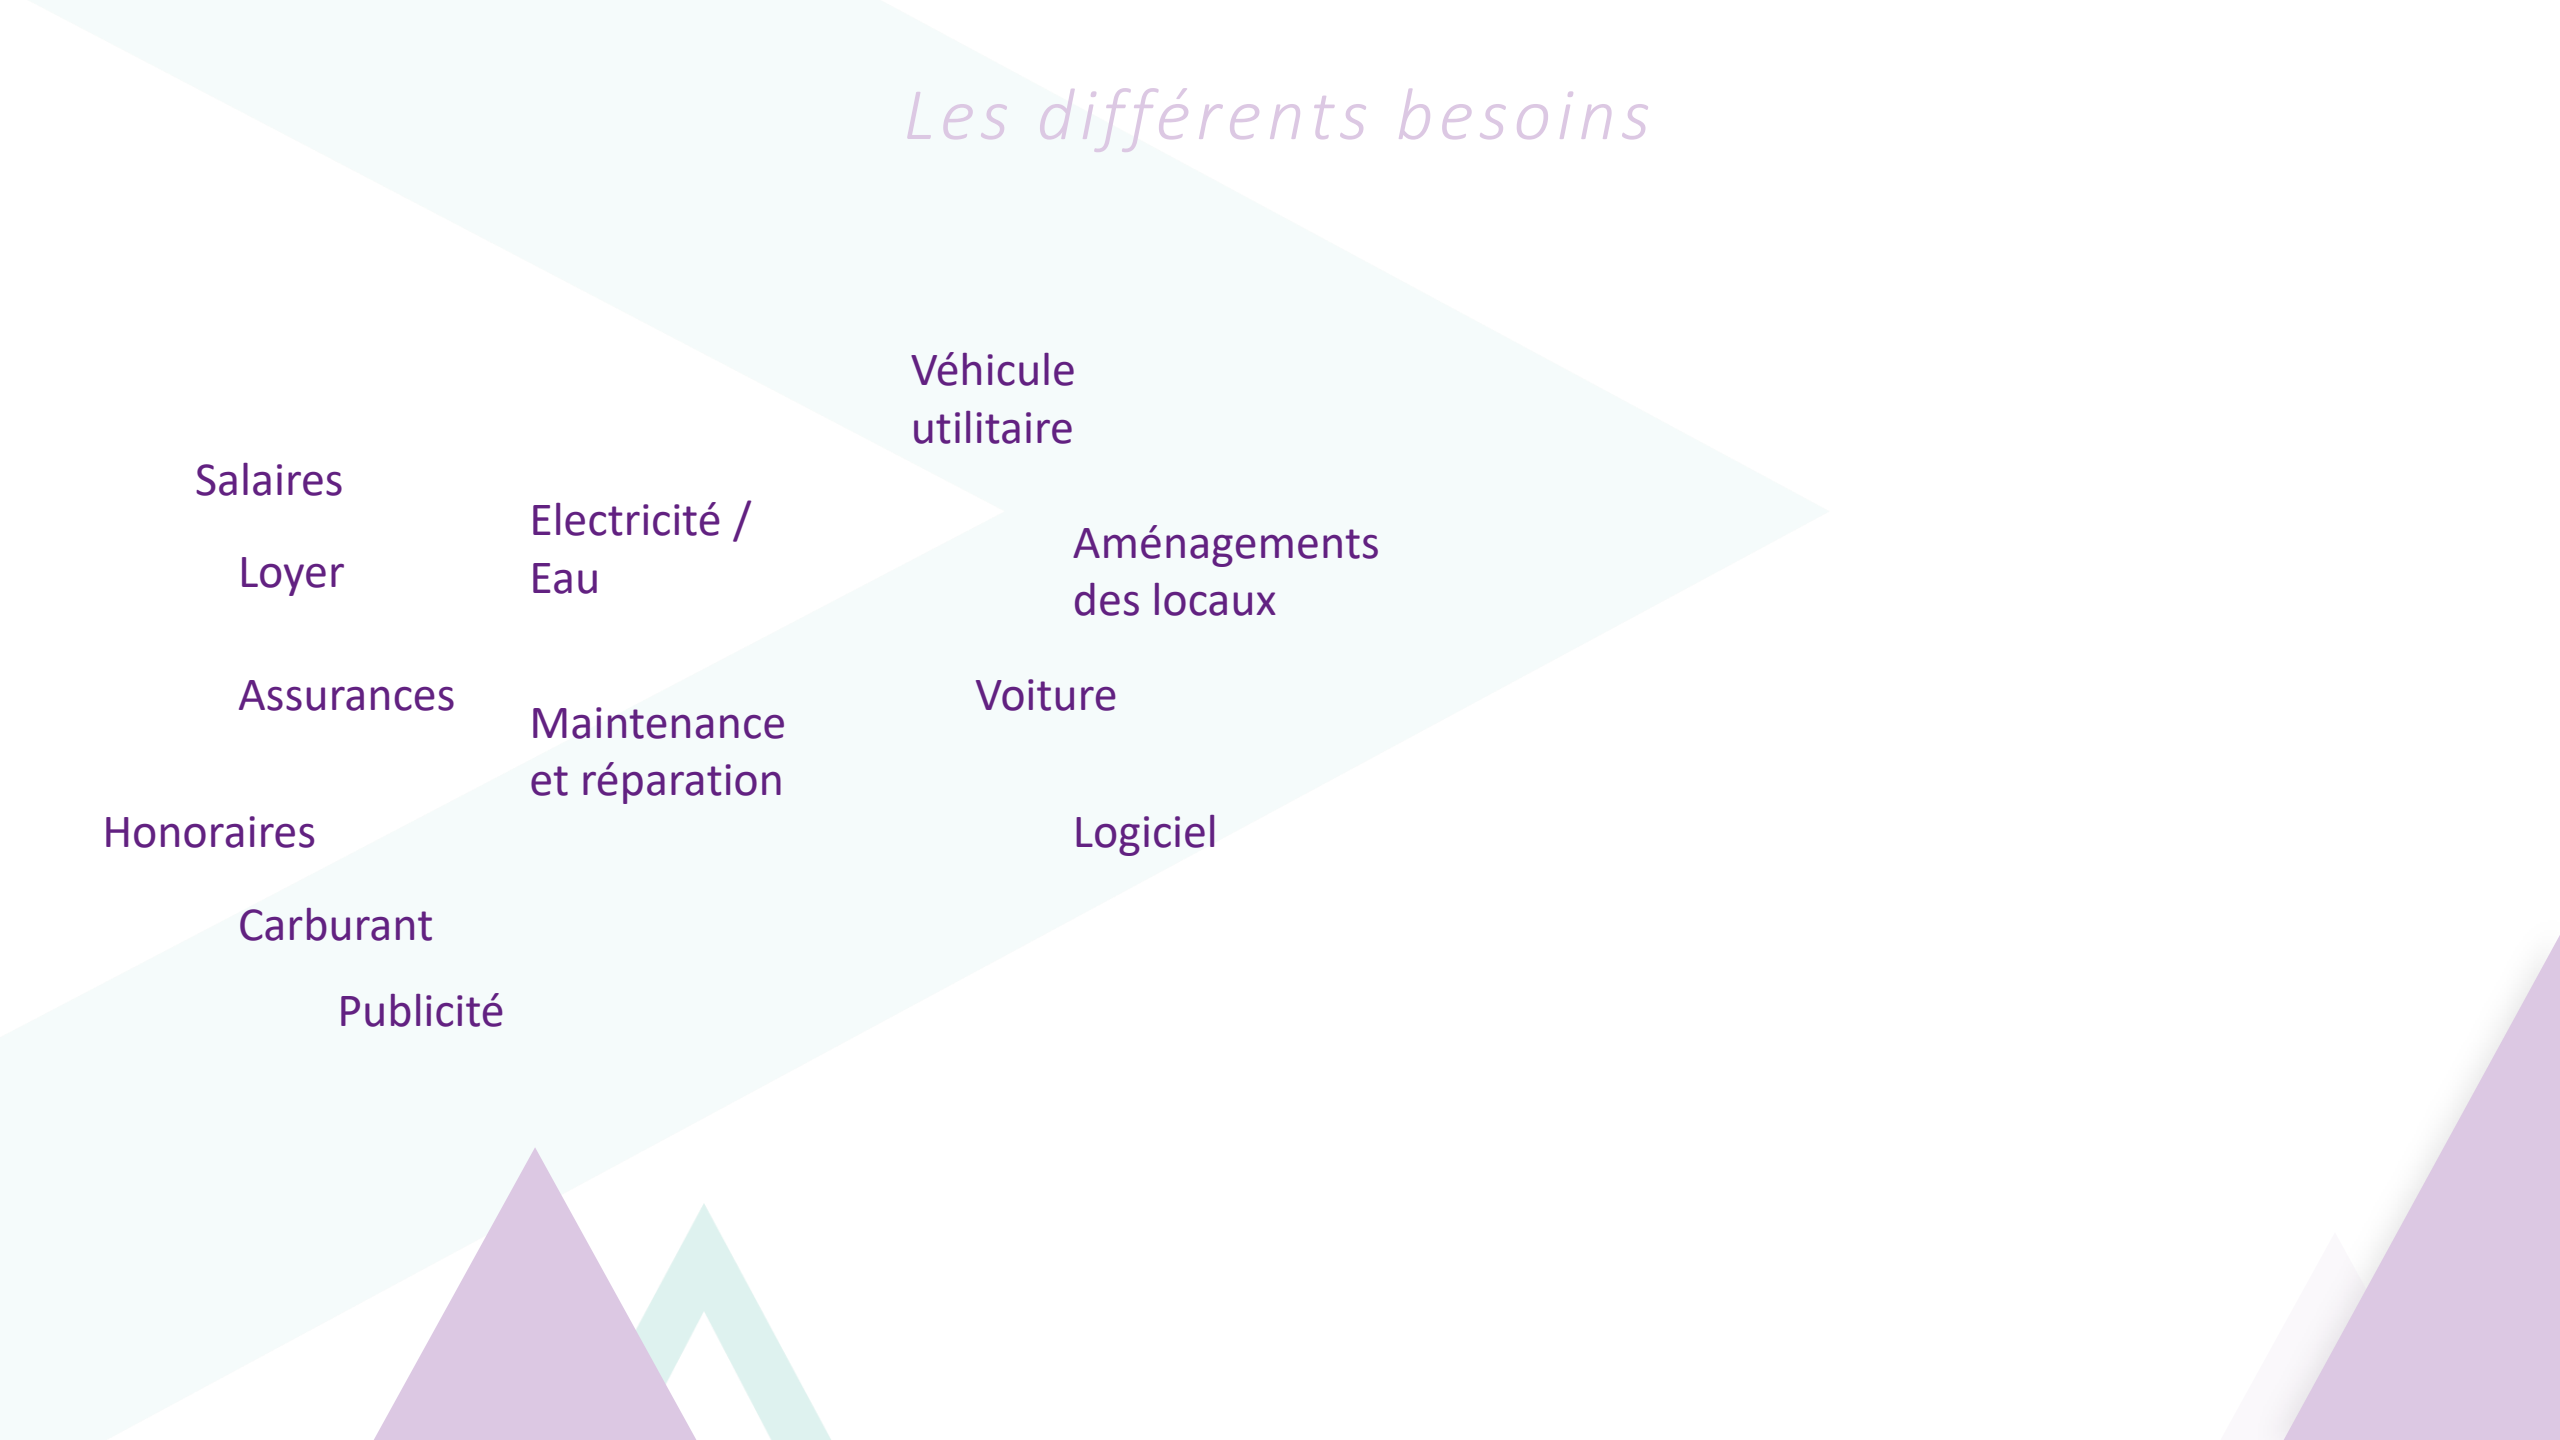 Les différents besoins
Véhicule
utilitaire
Salaires
Electricité /
Eau
Loyer
Aménagements
des locaux
Assurances
Maintenance
et réparation
Voiture
Honoraires
Logiciel
Carburant
Publicité